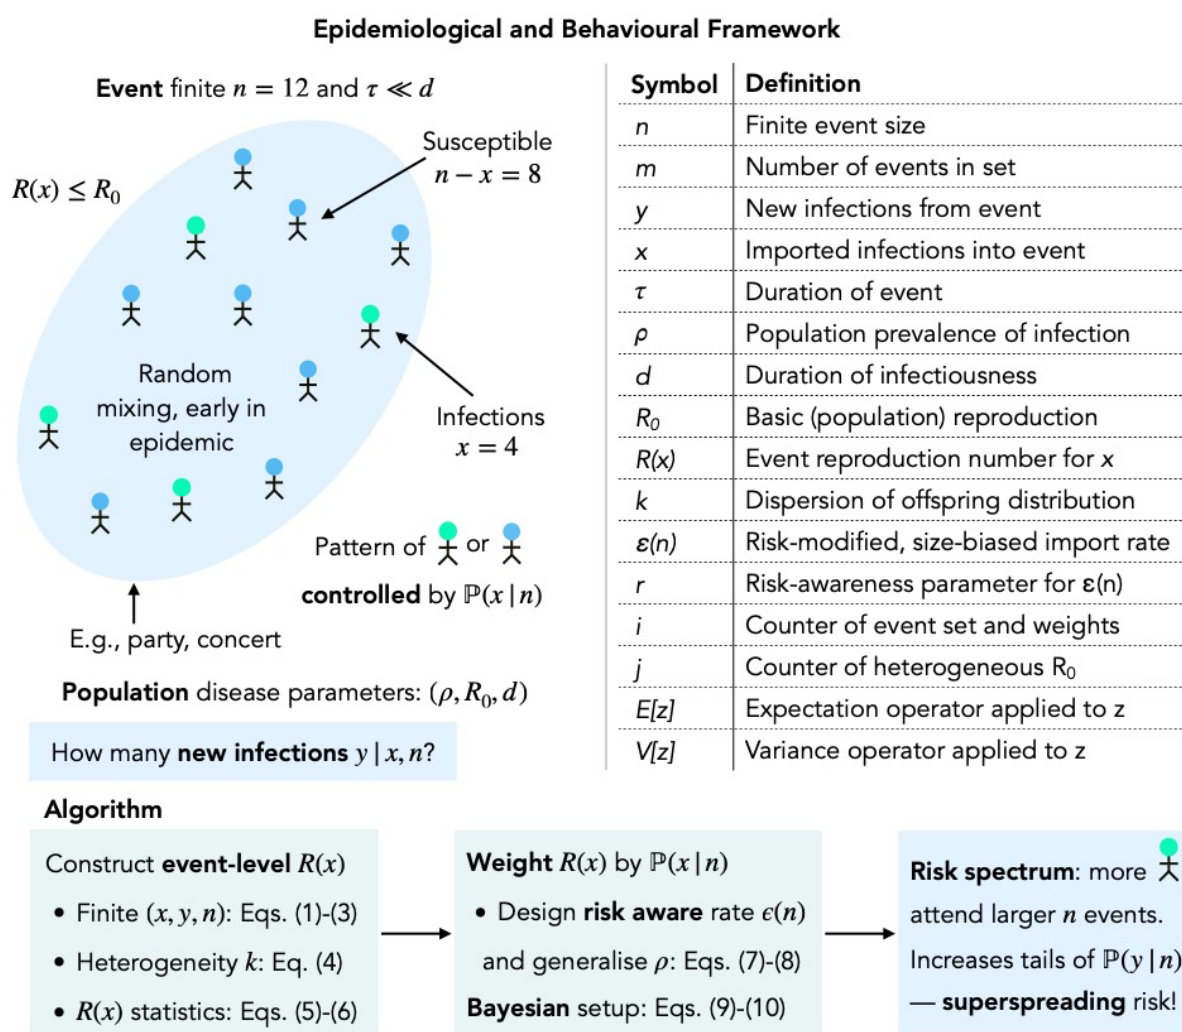 Epidemiological and Behavioural Framework
Event finite n = 12 and τ ≪ d
Susceptible
n − x = 8
R(x) ≤ R₀
Random
mixing, early in
epidemic
Infections
x = 4
Pattern of or
controlled by ℙ(x | n)
E.g., party, concert
Population disease parameters: (ρ, R₀, d)
How many new infections y | x, n?
Symbol Definition
n Finite event size
m Number of events in set
y New infections from event
x Imported infections into event
τ Duration of event
ρ Population prevalence of infection
d Duration of infectiousness
R₀ Basic (population) reproduction
R(x) Event reproduction number for x
k Dispersion of offspring distribution
ε(n) Risk-modified, size-biased import rate
r Risk-awareness parameter for ε(n)
i Counter of event set and weights
j Counter of heterogeneous R₀
E[z] Expectation operator applied to z
V[z] Variance operator applied to z
Algorithm
Construct event-level R(x)
• Finite (x, y, n): Eqs. (1)-(3)
• Heterogeneity k: Eq. (4)
• R(x) statistics: Eqs. (5)-(6)
Weight R(x) by ℙ(x | n)
• Design risk aware rate ϵ(n)
and generalise ρ: Eqs. (7)-(8)
Bayesian setup: Eqs. (9)-(10)
Risk spectrum: more
attend larger n events.
Increases tails of ℙ(y | n)
— superspreading risk!